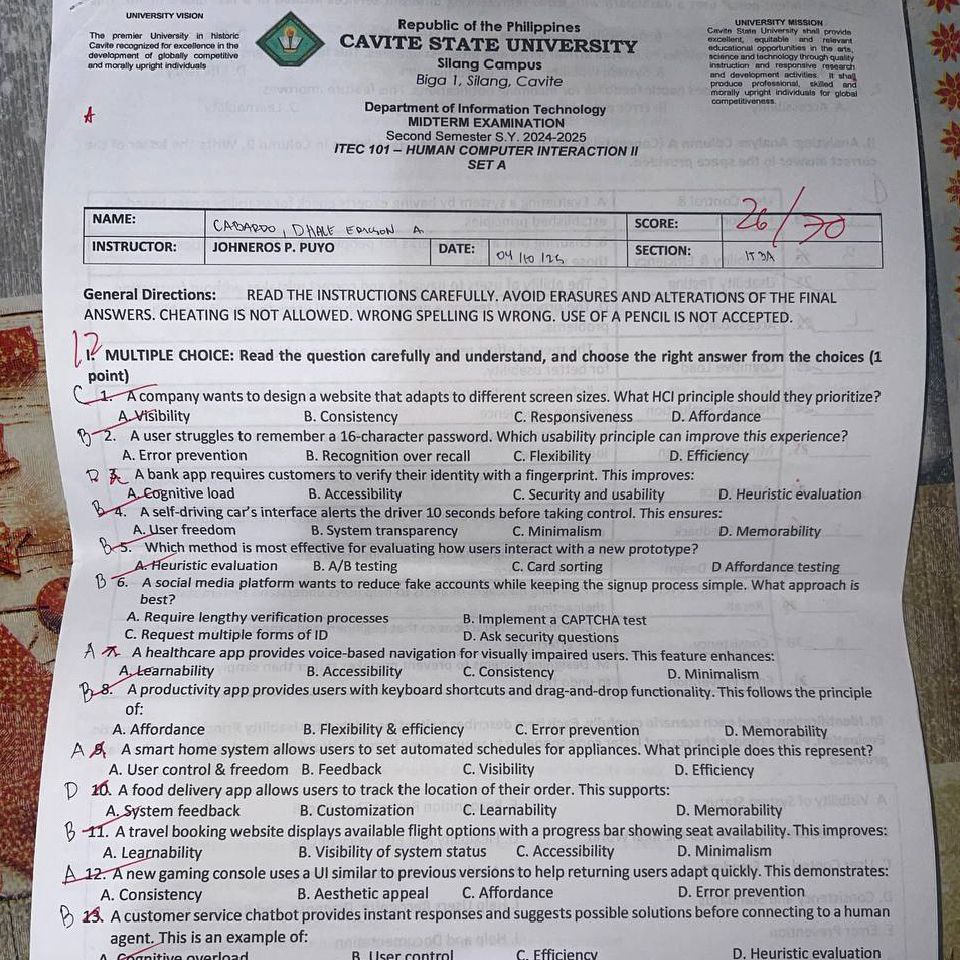 UNIVERSITY VISION
The premier University in historic
Cavite recognized for excellence in the
development of globally competitive
and morally upright individuals
Republic of the Philippines
CAVITE STATE UNIVERSITY
Silang Campus
Biga 1, Silang, Cavite
UNIVERSITY MISSION
Cavite State University shall provide
excellent, equitable and relevant
educational opportunities in the arts,
science and technology through quality
instruction and responsive research
and development activities. It shall
produce professional, skilled and
morally upright individuals for global
competitiveness.
A
Department of Information Technology
MIDTERM EXAMINATION
Second Semester S.Y. 2024-2025
ITEC 101 – HUMAN COMPUTER INTERACTION II
SET A
NAME: CADARDO, DHALE ERICSON A. SCORE: 26/70
INSTRUCTOR: JOHNEROS P. PUYO DATE: 04/10/25 SECTION: IT3A
General Directions: READ THE INSTRUCTIONS CAREFULLY. AVOID ERASURES AND ALTERATIONS OF THE FINAL
ANSWERS. CHEATING IS NOT ALLOWED. WRONG SPELLING IS WRONG. USE OF A PENCIL IS NOT ACCEPTED.
12
I. MULTIPLE CHOICE: Read the question carefully and understand, and choose the right answer from the choices (1
point)
C 1. A company wants to design a website that adapts to different screen sizes. What HCI principle should they prioritize?
A. Visibility B. Consistency C. Responsiveness D. Affordance
B 2. A user struggles to remember a 16-character password. Which usability principle can improve this experience?
A. Error prevention B. Recognition over recall C. Flexibility D. Efficiency
D 3. A bank app requires customers to verify their identity with a fingerprint. This improves:
A. Cognitive load B. Accessibility C. Security and usability D. Heuristic evaluation
B 4. A self-driving car's interface alerts the driver 10 seconds before taking control. This ensures:
A. User freedom B. System transparency C. Minimalism D. Memorability
B 5. Which method is most effective for evaluating how users interact with a new prototype?
A. Heuristic evaluation B. A/B testing C. Card sorting D Affordance testing
B 6. A social media platform wants to reduce fake accounts while keeping the signup process simple. What approach is
best?
A. Require lengthy verification processes B. Implement a CAPTCHA test
C. Request multiple forms of ID D. Ask security questions
A 7. A healthcare app provides voice-based navigation for visually impaired users. This feature enhances:
A. Learnability B. Accessibility C. Consistency D. Minimalism
B 8. A productivity app provides users with keyboard shortcuts and drag-and-drop functionality. This follows the principle
of:
A. Affordance B. Flexibility & efficiency C. Error prevention D. Memorability
A 9. A smart home system allows users to set automated schedules for appliances. What principle does this represent?
A. User control & freedom B. Feedback C. Visibility D. Efficiency
D 10. A food delivery app allows users to track the location of their order. This supports:
A. System feedback B. Customization C. Learnability D. Memorability
B 11. A travel booking website displays available flight options with a progress bar showing seat availability. This improves:
A. Learnability B. Visibility of system status C. Accessibility D. Minimalism
A 12. A new gaming console uses a UI similar to previous versions to help returning users adapt quickly. This demonstrates:
A. Consistency B. Aesthetic appeal C. Affordance D. Error prevention
B 13. A customer service chatbot provides instant responses and suggests possible solutions before connecting to a human
agent. This is an example of:
A. Cognitive overload B. User control C. Efficiency D. Heuristic evaluation